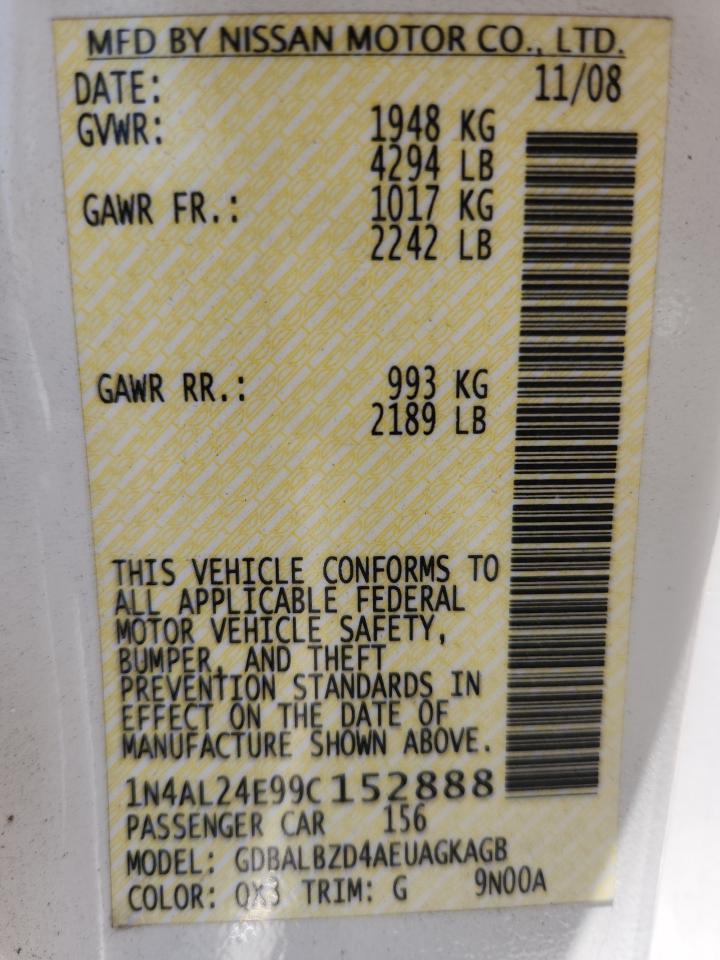 MFD BY NISSAN MOTOR CO., LTD.
DATE: 11/08
GVWR: 1948 KG
4294 LB
GAWR FR.: 1017 KG
2242 LB
GAWR RR.: 993 KG
2189 LB
THIS VEHICLE CONFORMS TO
ALL APPLICABLE FEDERAL
MOTOR VEHICLE SAFETY,
BUMPER, AND THEFT
PREVENTION STANDARDS IN
EFFECT ON THE DATE OF
MANUFACTURE SHOWN ABOVE.
1N4AL24E99C152888
PASSENGER CAR 156
MODEL: GDBALBZD4AEUAGKAGB
COLOR: QX3 TRIM: G 9N00A